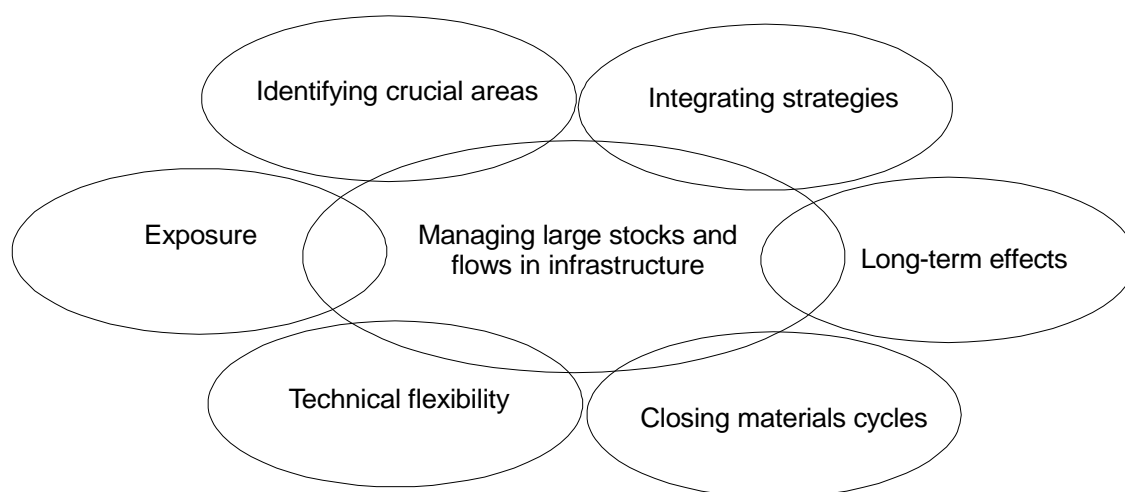 Identifying crucial areas
Integrating strategies
Exposure
Managing large stocks and
flows in infrastructure
Long-term effects
Technical flexibility
Closing materials cycles